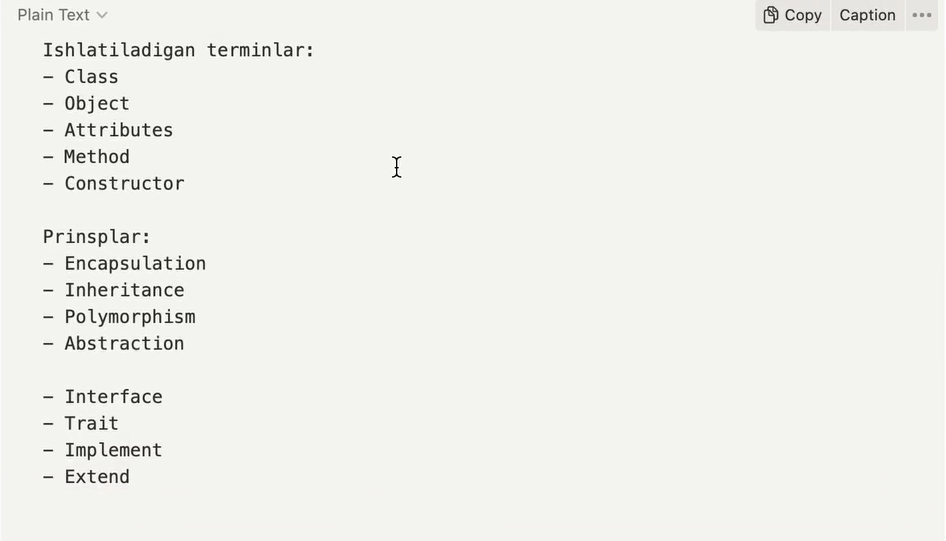 Plain Text
Copy
Caption
Ishlatiladigan terminlar:
- Class
- Object
- Attributes
- Method
- Constructor
Prinsplar:
- Encapsulation
- Inheritance
- Polymorphism
- Abstraction
- Interface
- Trait
- Implement
- Extend